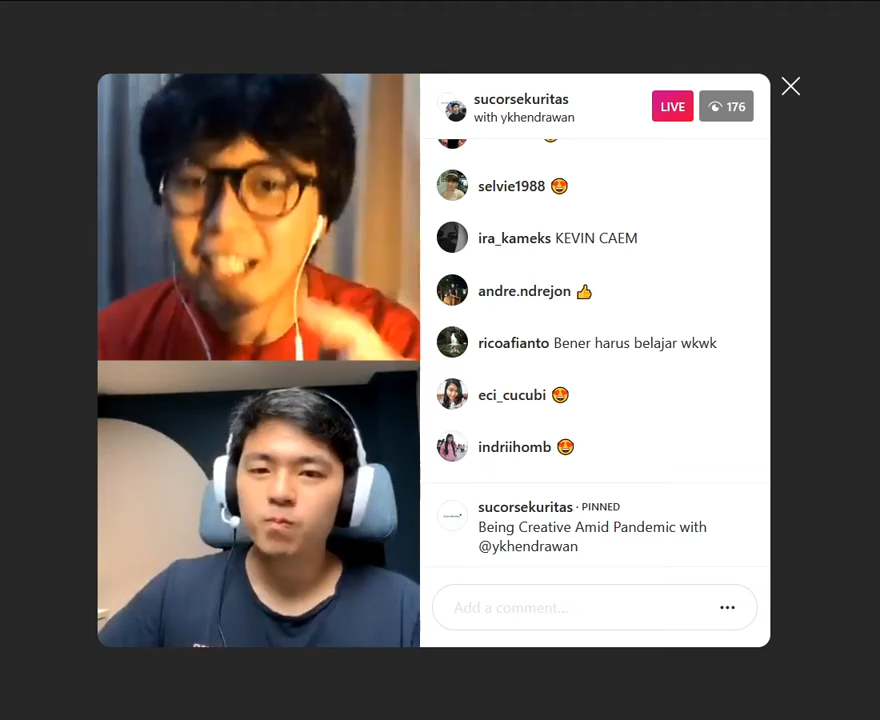 sucorsekuritas
with ykhendrawan
LIVE
176
selvie1988 😍
ira_kameks KEVIN CAEM
andre.ndrejon 👍
ricoafianto Bener harus belajar wkwk
eci_cucubi 😍
indriihomb 😍
sucorsekuritas · PINNED
Being Creative Amid Pandemic with
@ykhendrawan
Add a comment...